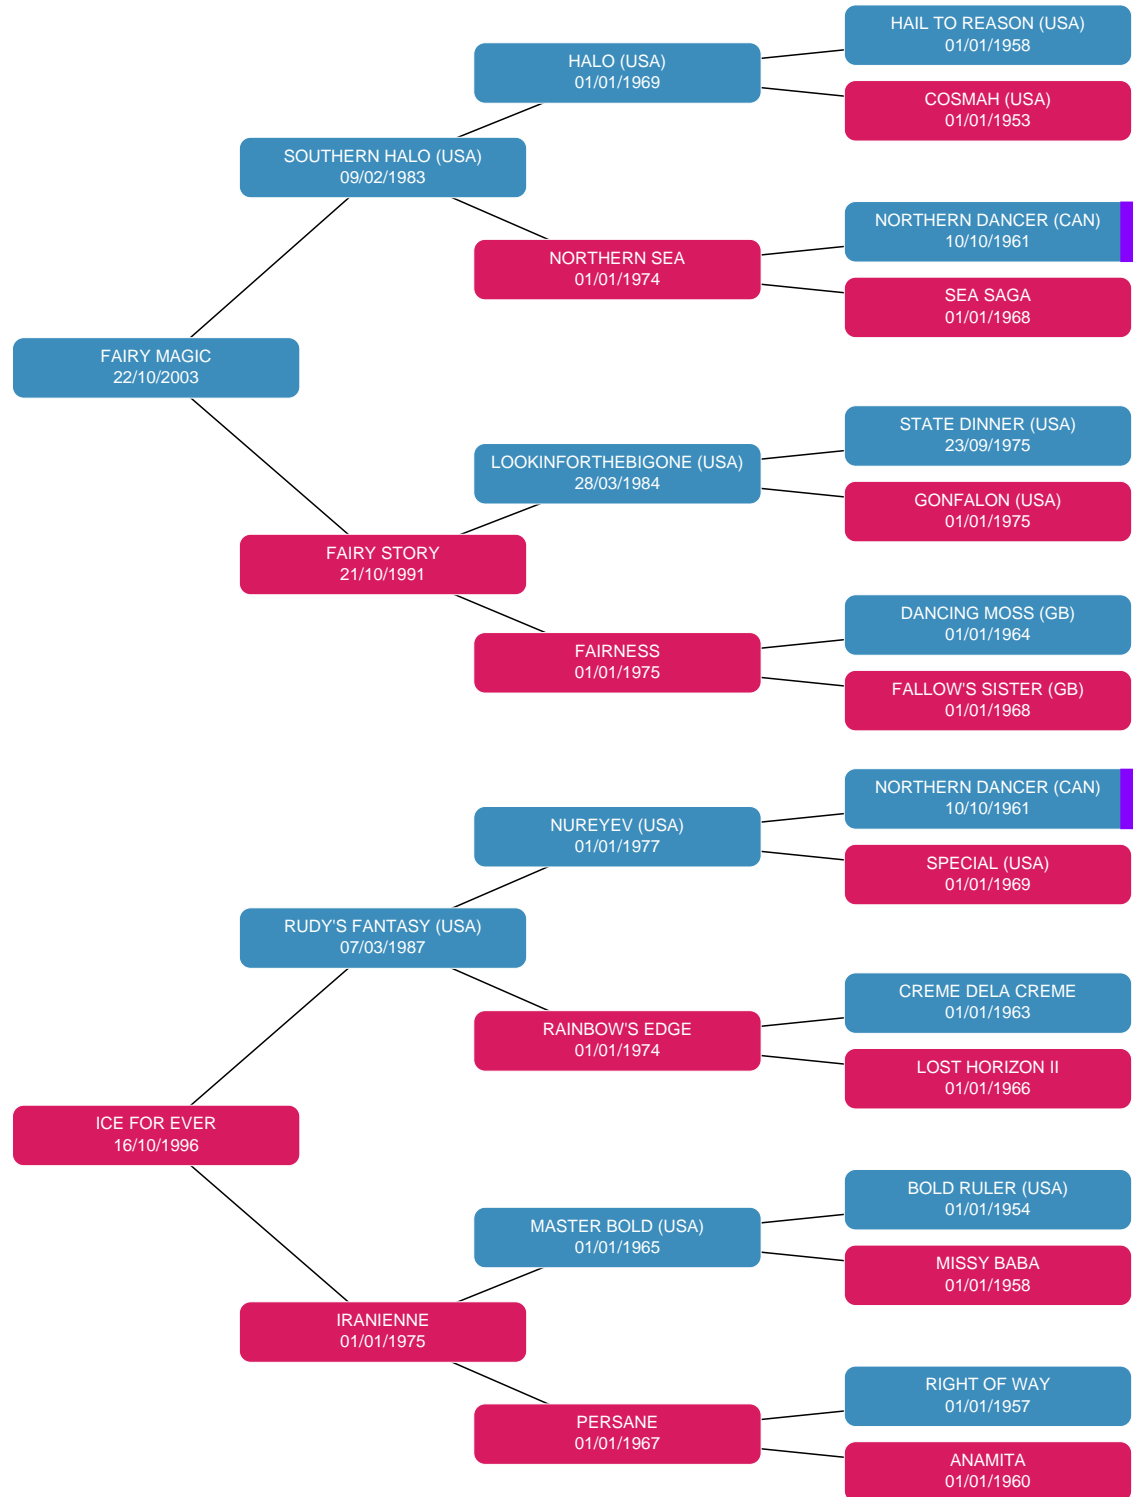 HAIL TO REASON (USA)
01/01/1958
HALO (USA)
01/01/1969
COSMAH (USA)
01/01/1953
SOUTHERN HALO (USA)
09/02/1983
NORTHERN DANCER (CAN)
10/10/1961
NORTHERN SEA
01/01/1974
SEA SAGA
01/01/1968
FAIRY MAGIC
22/10/2003
STATE DINNER (USA)
23/09/1975
LOOKINFORTHEBIGONE (USA)
28/03/1984
GONFALON (USA)
01/01/1975
FAIRY STORY
21/10/1991
DANCING MOSS (GB)
01/01/1964
FAIRNESS
01/01/1975
FALLOW'S SISTER (GB)
01/01/1968
NORTHERN DANCER (CAN)
10/10/1961
NUREYEV (USA)
01/01/1977
SPECIAL (USA)
01/01/1969
RUDY'S FANTASY (USA)
07/03/1987
CREME DELA CREME
01/01/1963
RAINBOW'S EDGE
01/01/1974
LOST HORIZON II
01/01/1966
ICE FOR EVER
16/10/1996
BOLD RULER (USA)
01/01/1954
MASTER BOLD (USA)
01/01/1965
MISSY BABA
01/01/1958
IRANIENNE
01/01/1975
RIGHT OF WAY
01/01/1957
PERSANE
01/01/1967
ANAMITA
01/01/1960